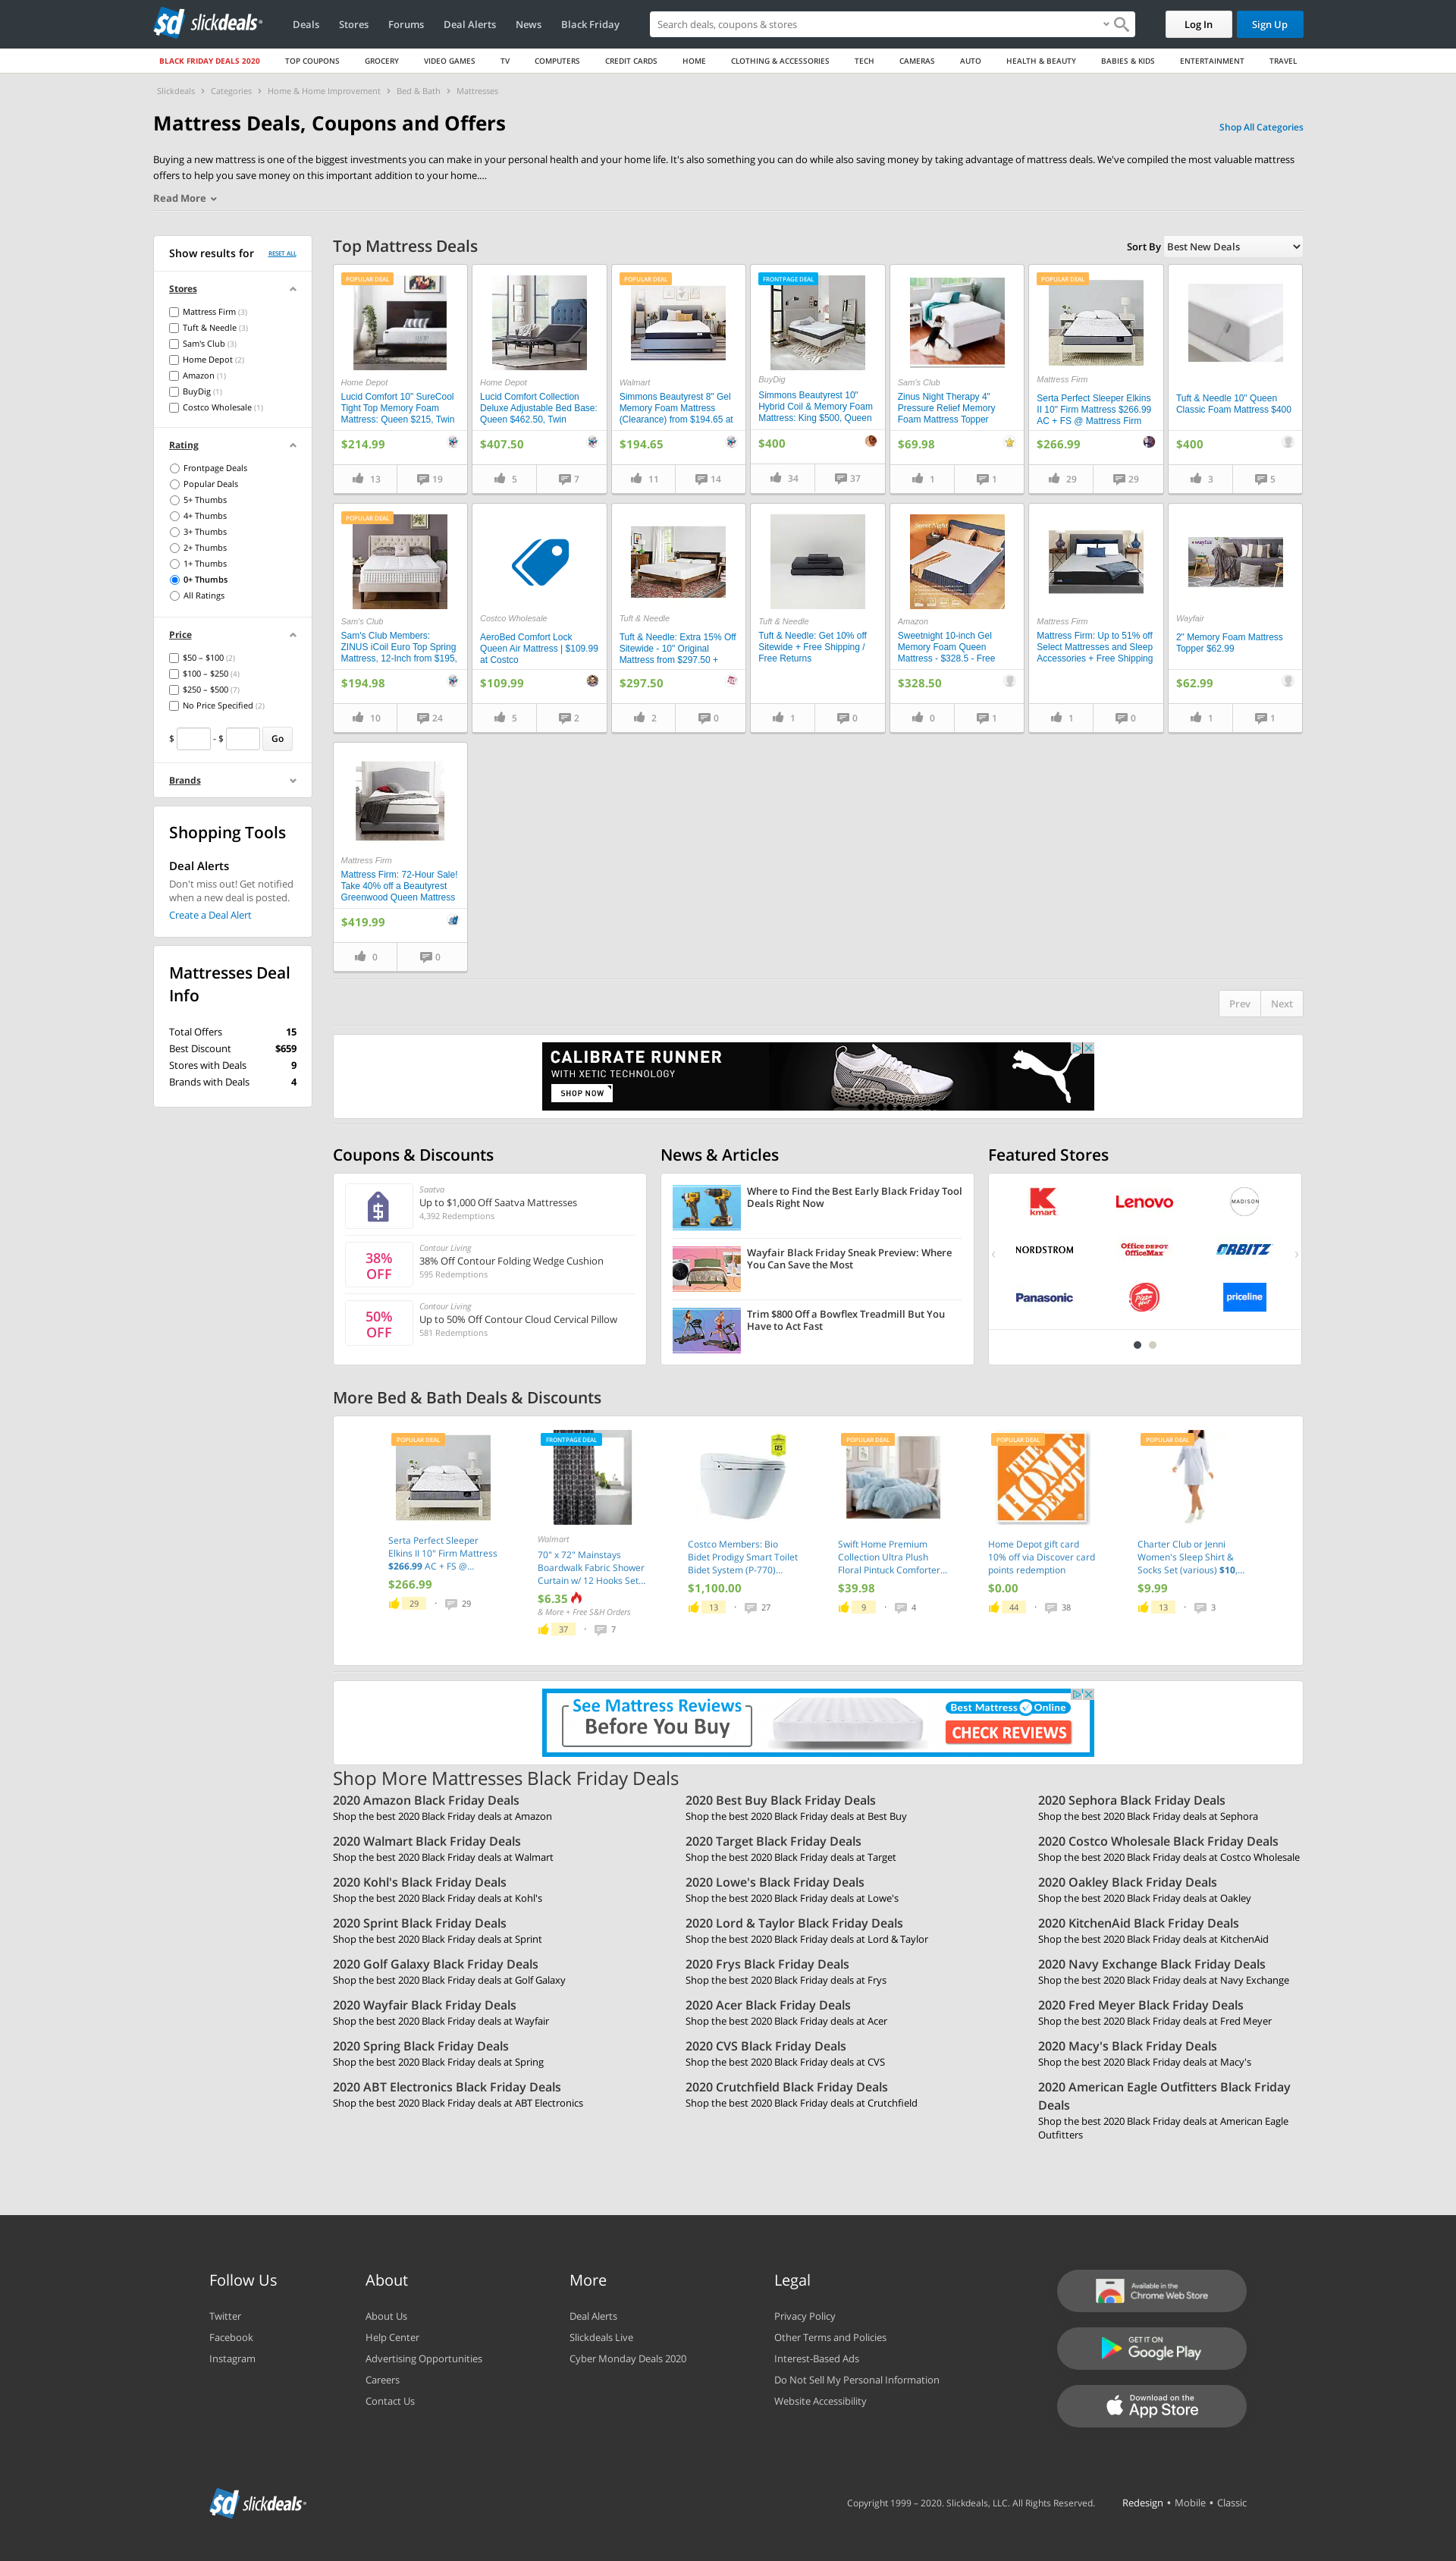 sd slickdeals
Deals
Stores
Forums
Deal Alerts
News
Black Friday
Search deals, coupons & stores
Log In
Sign Up
BLACK FRIDAY DEALS 2020
TOP COUPONS
GROCERY
VIDEO GAMES
TV
COMPUTERS
CREDIT CARDS
HOME
CLOTHING & ACCESSORIES
TECH
CAMERAS
AUTO
HEALTH & BEAUTY
BABIES & KIDS
ENTERTAINMENT
TRAVEL
Slickdeals › Categories › Home & Home Improvement › Bed & Bath › Mattresses
Mattress Deals, Coupons and Offers
Shop All Categories
Buying a new mattress is one of the biggest investments you can make in your personal health and your home life. It's also something you can do while also saving money by taking advantage of mattress deals. We've compiled the most valuable mattress
offers to help you save money on this important addition to your home....
Read More
Show results for
RESET ALL
Stores
Mattress Firm (3)
Tuft & Needle (3)
Sam's Club (3)
Home Depot (2)
Amazon (1)
BuyDig (1)
Costco Wholesale (1)
Rating
Frontpage Deals
Popular Deals
5+ Thumbs
4+ Thumbs
3+ Thumbs
2+ Thumbs
1+ Thumbs
0+ Thumbs
All Ratings
Price
$50 – $100 (2)
$100 – $250 (4)
$250 – $500 (7)
No Price Specified (2)
$ - $ Go
Brands
Shopping Tools
Deal Alerts
Don't miss out! Get notified
when a new deal is posted.
Create a Deal Alert
Mattresses Deal
Info
Total Offers 15
Best Discount $659
Stores with Deals 9
Brands with Deals 4
Top Mattress Deals
Sort By Best New Deals
POPULAR DEAL
Home Depot
Lucid Comfort 10" SureCool
Tight Top Memory Foam
Mattress: Queen $215, Twin
$214.99
13 19
Home Depot
Lucid Comfort Collection
Deluxe Adjustable Bed Base:
Queen $462.50, Twin
$407.50
5 7
POPULAR DEAL
Walmart
Simmons Beautyrest 8" Gel
Memory Foam Mattress
(Clearance) from $194.65 at
$194.65
11 14
FRONTPAGE DEAL
BuyDig
Simmons Beautyrest 10"
Hybrid Coil & Memory Foam
Mattress: King $500, Queen
$400
34 37
Sam's Club
Zinus Night Therapy 4"
Pressure Relief Memory
Foam Mattress Topper
$69.98
1 1
POPULAR DEAL
Mattress Firm
Serta Perfect Sleeper Elkins
II 10" Firm Mattress $266.99
AC + FS @ Mattress Firm
$266.99
29 29
Tuft & Needle 10" Queen
Classic Foam Mattress $400
$400
3 5
POPULAR DEAL
Sam's Club
Sam's Club Members:
ZINUS iCoil Euro Top Spring
Mattress, 12-Inch from $195,
$194.98
10 24
Costco Wholesale
AeroBed Comfort Lock
Queen Air Mattress | $109.99
at Costco
$109.99
5 2
Tuft & Needle
Tuft & Needle: Extra 15% Off
Sitewide - 10" Original
Mattress from $297.50 +
$297.50
2 0
Tuft & Needle
Tuft & Needle: Get 10% off
Sitewide + Free Shipping /
Free Returns
1 0
Sweet Night
Amazon
Sweetnight 10-inch Gel
Memory Foam Queen
Mattress - $328.5 - Free
$328.50
0 1
Mattress Firm
Mattress Firm: Up to 51% off
Select Mattresses and Sleep
Accessories + Free Shipping
1 0
wayfair
Wayfair
2" Memory Foam Mattress
Topper $62.99
$62.99
1 1
Mattress Firm
Mattress Firm: 72-Hour Sale!
Take 40% off a Beautyrest
Greenwood Queen Mattress
$419.99
0 0
Prev
Next
CALIBRATE RUNNER
WITH XETIC TECHNOLOGY
SHOP NOW
PUMA
Coupons & Discounts
Saatva
Up to $1,000 Off Saatva Mattresses
4,392 Redemptions
38%
OFF
Contour Living
38% Off Contour Folding Wedge Cushion
595 Redemptions
50%
OFF
Contour Living
Up to 50% Off Contour Cloud Cervical Pillow
581 Redemptions
News & Articles
Where to Find the Best Early Black Friday Tool
Deals Right Now
Wayfair Black Friday Sneak Preview: Where
You Can Save the Most
Trim $800 Off a Bowflex Treadmill But You
Have to Act Fast
Featured Stores
kmart
Lenovo
MADISON
NORDSTROM
Office DEPOT
OfficeMax
ORBITZ
Panasonic
Pizza Hut
priceline
More Bed & Bath Deals & Discounts
POPULAR DEAL
Serta Perfect Sleeper
Elkins II 10" Firm Mattress
$266.99 AC + FS @...
$266.99
29 · 29
FRONTPAGE DEAL
Walmart
70" x 72" Mainstays
Boardwalk Fabric Shower
Curtain w/ 12 Hooks Set...
$6.35
& More + Free S&H Orders
37 · 7
CES
Costco Members: Bio
Bidet Prodigy Smart Toilet
Bidet System (P-770)...
$1,100.00
13 · 27
POPULAR DEAL
Swift Home Premium
Collection Ultra Plush
Floral Pintuck Comforter...
$39.98
9 · 4
POPULAR DEAL
THE HOME DEPOT
Home Depot gift card
10% off via Discover card
points redemption
$0.00
44 · 38
POPULAR DEAL
Charter Club or Jenni
Women's Sleep Shirt &
Socks Set (various) $10,...
$9.99
13 · 3
See Mattress Reviews
Before You Buy
Best Mattress Online
CHECK REVIEWS
Shop More Mattresses Black Friday Deals
2020 Amazon Black Friday Deals
Shop the best 2020 Black Friday deals at Amazon
2020 Best Buy Black Friday Deals
Shop the best 2020 Black Friday deals at Best Buy
2020 Sephora Black Friday Deals
Shop the best 2020 Black Friday deals at Sephora
2020 Walmart Black Friday Deals
Shop the best 2020 Black Friday deals at Walmart
2020 Target Black Friday Deals
Shop the best 2020 Black Friday deals at Target
2020 Costco Wholesale Black Friday Deals
Shop the best 2020 Black Friday deals at Costco Wholesale
2020 Kohl's Black Friday Deals
Shop the best 2020 Black Friday deals at Kohl's
2020 Lowe's Black Friday Deals
Shop the best 2020 Black Friday deals at Lowe's
2020 Oakley Black Friday Deals
Shop the best 2020 Black Friday deals at Oakley
2020 Sprint Black Friday Deals
Shop the best 2020 Black Friday deals at Sprint
2020 Lord & Taylor Black Friday Deals
Shop the best 2020 Black Friday deals at Lord & Taylor
2020 KitchenAid Black Friday Deals
Shop the best 2020 Black Friday deals at KitchenAid
2020 Golf Galaxy Black Friday Deals
Shop the best 2020 Black Friday deals at Golf Galaxy
2020 Frys Black Friday Deals
Shop the best 2020 Black Friday deals at Frys
2020 Navy Exchange Black Friday Deals
Shop the best 2020 Black Friday deals at Navy Exchange
2020 Wayfair Black Friday Deals
Shop the best 2020 Black Friday deals at Wayfair
2020 Acer Black Friday Deals
Shop the best 2020 Black Friday deals at Acer
2020 Fred Meyer Black Friday Deals
Shop the best 2020 Black Friday deals at Fred Meyer
2020 Spring Black Friday Deals
Shop the best 2020 Black Friday deals at Spring
2020 CVS Black Friday Deals
Shop the best 2020 Black Friday deals at CVS
2020 Macy's Black Friday Deals
Shop the best 2020 Black Friday deals at Macy's
2020 ABT Electronics Black Friday Deals
Shop the best 2020 Black Friday deals at ABT Electronics
2020 Crutchfield Black Friday Deals
Shop the best 2020 Black Friday deals at Crutchfield
2020 American Eagle Outfitters Black Friday
Deals
Shop the best 2020 Black Friday deals at American Eagle
Outfitters
Follow Us
Twitter
Facebook
Instagram
About
About Us
Help Center
Advertising Opportunities
Careers
Contact Us
More
Deal Alerts
Slickdeals Live
Cyber Monday Deals 2020
Legal
Privacy Policy
Other Terms and Policies
Interest-Based Ads
Do Not Sell My Personal Information
Website Accessibility
Available in the
Chrome Web Store
GET IT ON
Google Play
Download on the
App Store
sd slickdeals
Copyright 1999 – 2020. Slickdeals, LLC. All Rights Reserved.
Redesign • Mobile • Classic